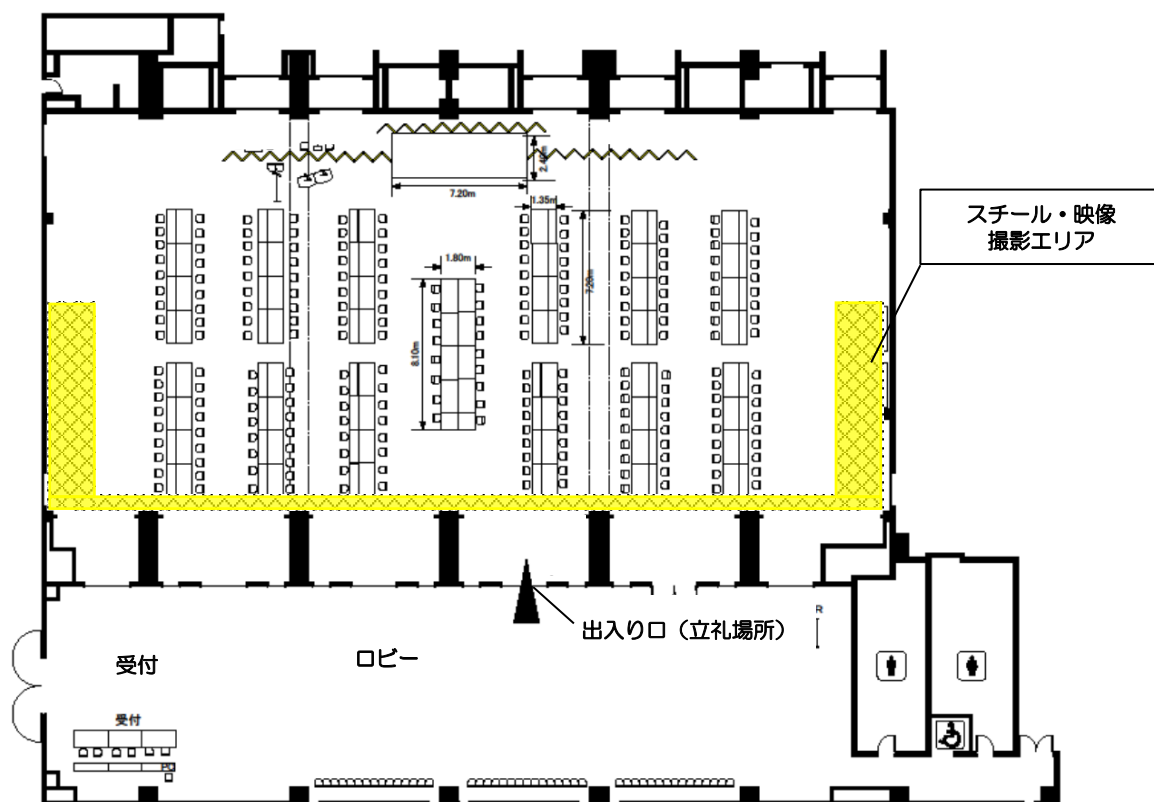 2.40m
7.20m
1.35m
スチール・映像
撮影エリア
1.80m
7.20m
8.10m
出入り口（立礼場所）
R
受付
ロビー
受付
PC